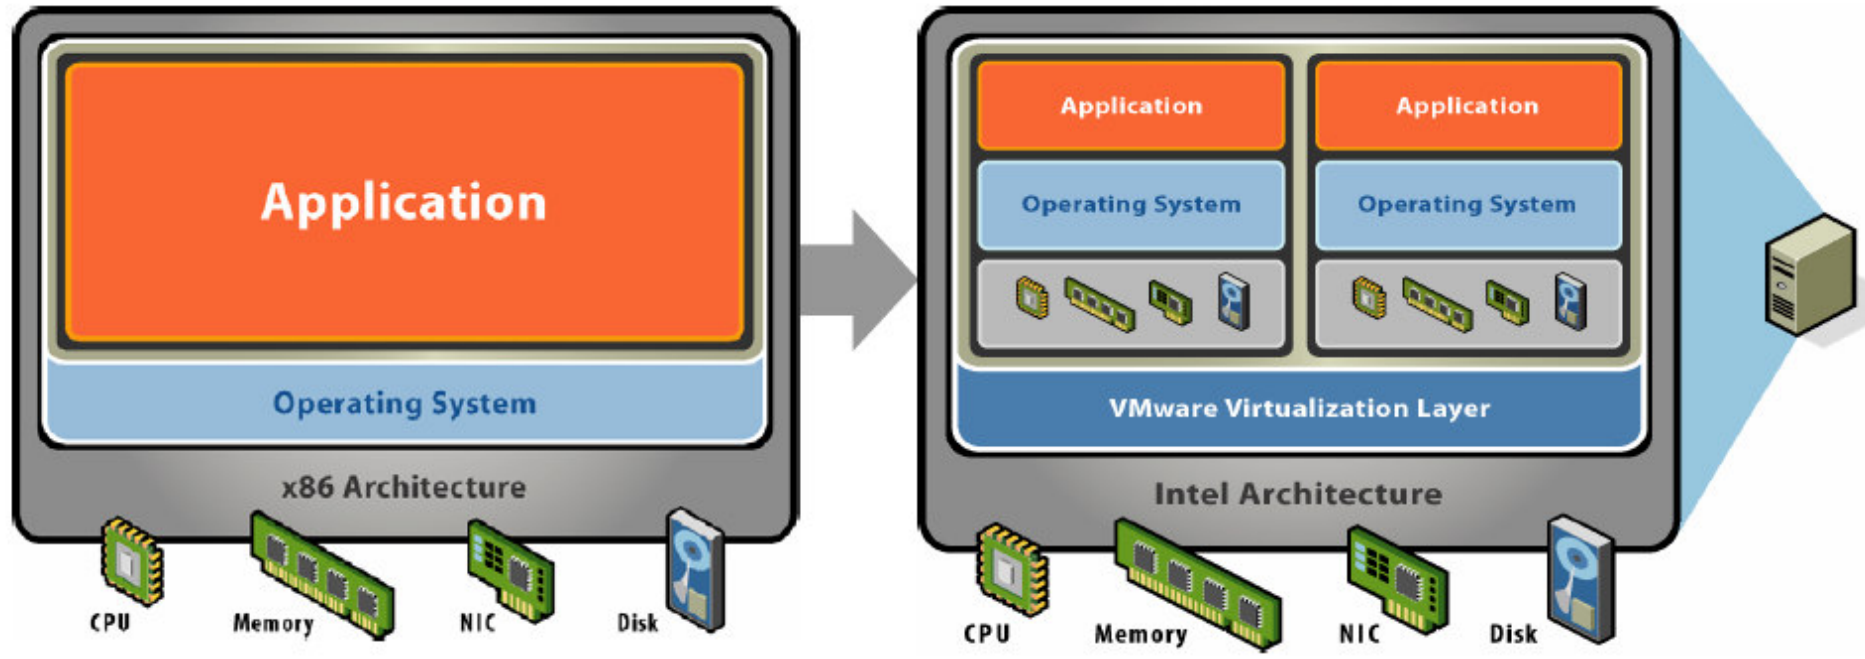 Application
Operating System
x86 Architecture
CPU
Memory
NIC
Disk
Application
Application
Operating System
Operating System
VMware Virtualization Layer
Intel Architecture
CPU
Memory
NIC
Disk